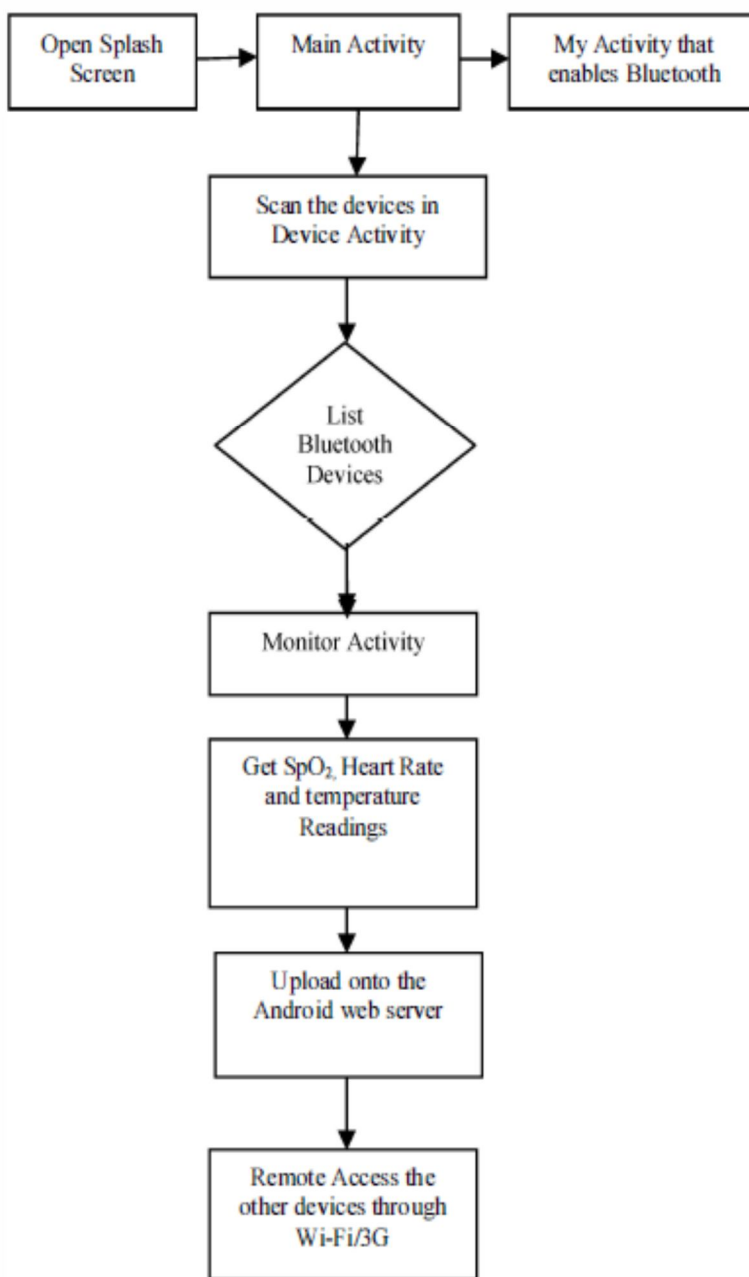 Open Splash
Screen
Main Activity
My Activity that
enables Bluetooth
Scan the devices in
Device Activity
List
Bluetooth
Devices
Monitor Activity
Get SpO₂, Heart Rate
and temperature
Readings
Upload onto the
Android web server
Remote Access the
other devices through
Wi-Fi/3G